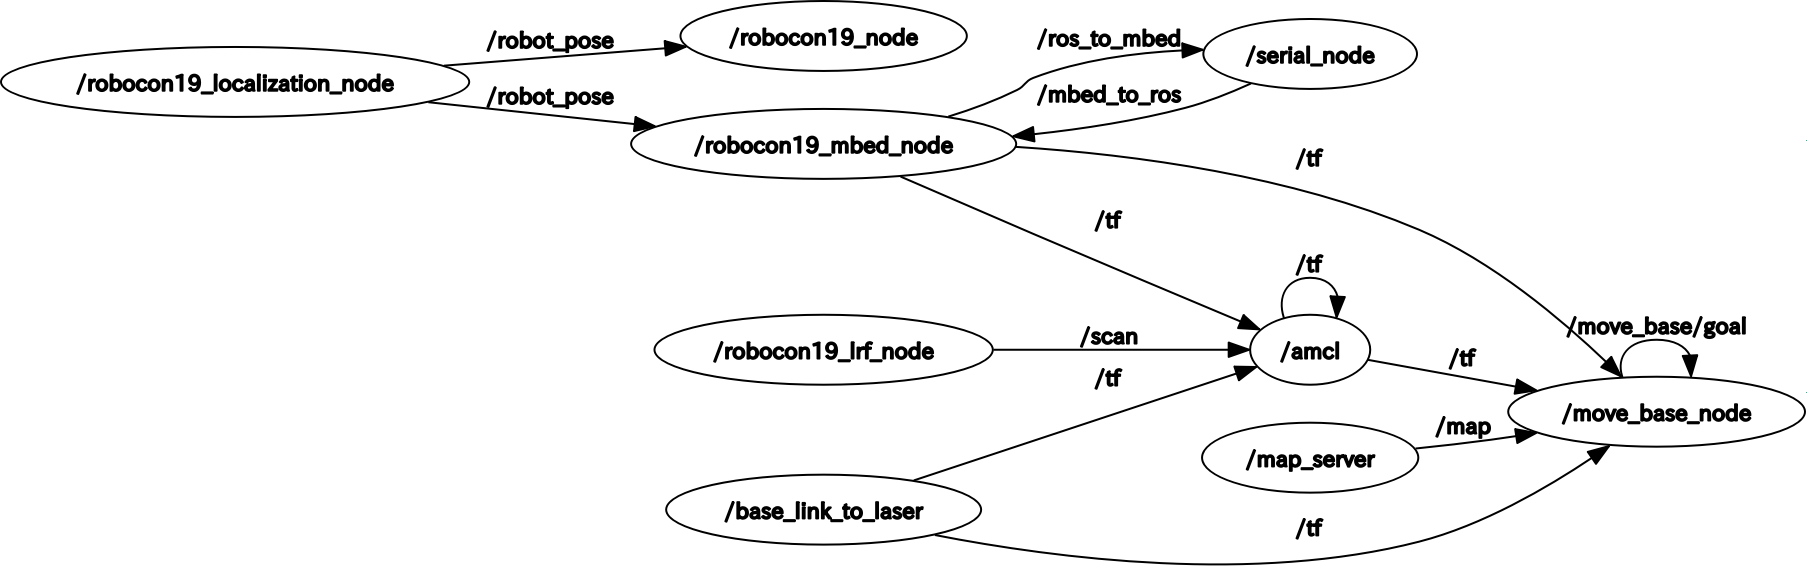 /robot_pose
/robocon19_node
/ros_to_mbed
/serial_node
/robocon19_localization_node
/robot_pose
/mbed_to_ros
/robocon19_mbed_node
/tf
/tf
/tf
/move_base/goal
/scan
/robocon19_lrf_node
/amcl
/tf
/tf
/move_base_node
/map
/map_server
/base_link_to_laser
/tf